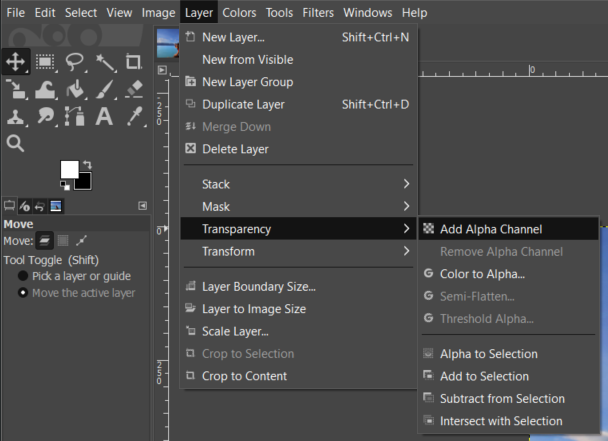 File Edit Select View Image Layer Colors Tools Filters Windows Help
New Layer... Shift+Ctrl+N
New from Visible
New Layer Group
Duplicate Layer Shift+Ctrl+D
Merge Down
Delete Layer
Stack
Mask
Transparency
Transform
Layer Boundary Size...
Layer to Image Size
Scale Layer...
Crop to Selection
Crop to Content
Add Alpha Channel
Remove Alpha Channel
Color to Alpha...
Semi-Flatten...
Threshold Alpha...
Alpha to Selection
Add to Selection
Subtract from Selection
Intersect with Selection
Move
Move:
Tool Toggle (Shift)
Pick a layer or guide
Move the active layer
0
-250
0
250